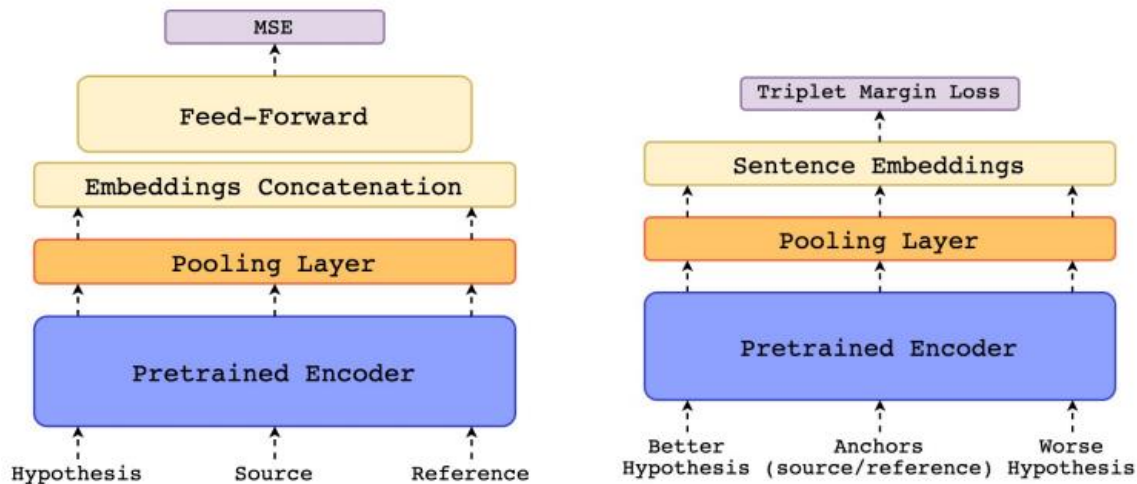 MSE
Feed-Forward
Embeddings Concatenation
Pooling Layer
Pretrained Encoder
Hypothesis Source Reference
Triplet Margin Loss
Sentence Embeddings
Pooling Layer
Pretrained Encoder
Better Anchors Worse
Hypothesis (source/reference) Hypothesis